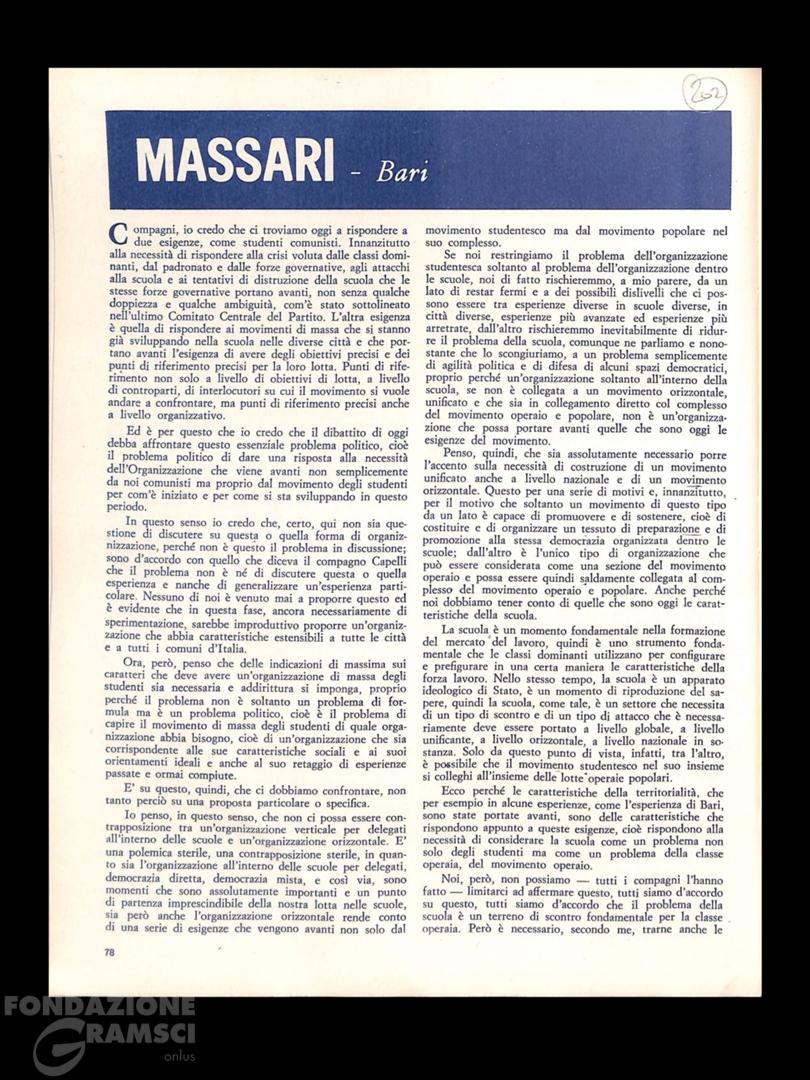 202
MASSARI - Bari
Compagni, io credo che ci troviamo oggi a rispondere a
due esigenze, come studenti comunisti. Innanzitutto
alla necessità di rispondere alla crisi voluta dalle classi domi-
nanti, dal padronato e dalle forze governative, agli attacchi
alla scuola e ai tentativi di distruzione della scuola che le
stesse forze governative portano avanti, non senza qualche
doppiezza e qualche ambiguità, com'è stato sottolineato
nell'ultimo Comitato Centrale del Partito. L'altra esigenza
è quella di rispondere ai movimenti di massa che si stanno
già sviluppando nella scuola nelle diverse città e che por-
tano avanti l'esigenza di avere degli obiettivi precisi e dei
punti di riferimento precisi per la loro lotta. Punti di rife-
rimento non solo a livello di obiettivi di lotta, a livello
di controparti, di interlocutori su cui il movimento si vuole
andare a confrontare, ma punti di riferimento precisi anche
a livello organizzativo.
Ed è per questo che io credo che il dibattito di oggi
debba affrontare questo essenziale problema politico, cioè
il problema politico di dare una risposta alla necessità
dell'Organizzazione che viene avanti non semplicemente
da noi comunisti ma proprio dal movimento degli studenti
per com'è iniziato e per come si sta sviluppando in questo
periodo.
In questo senso io credo che, certo, qui non sia que-
stione di discutere su questa o quella forma di organiz-
nizzazione, perché non è questo il problema in discussione;
sono d'accordo con quello che diceva il compagno Capelli
che il problema non è né di discutere questa o quella
esperienza e nanche di generalizzare un'esperienza parti-
colare. Nessuno di noi è venuto mai a proporre questo ed
è evidente che in questa fase, ancora necessariamente di
sperimentazione, sarebbe improduttivo proporre un'organiz-
zazione che abbia caratteristiche estensibili a tutte le città
e a tutti i comuni d'Italia.
Ora, però, penso che delle indicazioni di massima sui
caratteri che deve avere un'organizzazione di massa degli
studenti sia necessaria e addirittura si imponga, proprio
perché il problema non è soltanto un problema di for-
mula ma è un problema politico, cioè è il problema di
capire il movimento di massa degli studenti di quale orga-
nizzazione abbia bisogno, cioè di un'organizzazione che sia
corrispondente alle sue caratteristiche sociali e ai suoi
orientamenti ideali e anche al suo retaggio di esperienze
passate e ormai compiute.
E' su questo, quindi, che ci dobbiamo confrontare, non
tanto perciò su una proposta particolare o specifica.
Io penso, in questo senso, che non ci possa essere con-
trapposizione tra un'organizzazione verticale per delegati
all'interno delle scuole e un'organizzazione orizzontale. E'
una polemica sterile, una contrapposizione sterile, in quan-
to sia l'organizzazione all'interno delle scuole per delegati,
democrazia diretta, democrazia mista, e così via, sono
momenti che sono assolutamente importanti e un punto
di partenza imprescindibile della nostra lotta nelle scuole,
sia però anche l'organizzazione orizzontale rende conto
di una serie di esigenze che vengono avanti non solo dal
movimento studentesco ma dal movimento popolare nel
suo complesso.
Se noi restringiamo il problema dell'organizzazione
studentesca soltanto al problema dell'organizzazione dentro
le scuole, noi di fatto rischieremmo, a mio parere, da un
lato di restar fermi e a dei possibili dislivelli che ci pos-
sono essere tra esperienze diverse in scuole diverse, in
città diverse, esperienze più avanzate ed esperienze più
arretrate, dall'altro rischieremmo inevitabilmente di ridur-
re il problema della scuola, comunque ne parliamo e nono-
stante che lo scongiuriamo, a un problema semplicemente
di agilità politica e di difesa di alcuni spazi democratici,
proprio perché un'organizzazione soltanto all'interno della
scuola, se non è collegata a un movimento orizzontale,
unificato e che sia in collegamento diretto col complesso
del movimento operaio e popolare, non è un'organizza-
zione che possa portare avanti quelle che sono oggi le
esigenze del movimento.
Penso, quindi, che sia assolutamente necessario porre
l'accento sulla necessità di costruzione di un movimento
unificato anche a livello nazionale e di un movimento
orizzontale. Questo per una serie di motivi e, innanzitutto,
per il motivo che soltanto un movimento di questo tipo
da un lato è capace di promuovere e di sostenere, cioè di
costituire e di organizzare un tessuto di preparazione e di
promozione alla stessa democrazia organizzata dentro le
scuole; dall'altro è l'unico tipo di organizzazione che
può essere considerata come una sezione del movimento
operaio e possa essere quindi saldamente collegata al com-
plesso del movimento operaio e popolare. Anche perché
noi dobbiamo tener conto di quelle che sono oggi le carat-
teristiche della scuola.
La scuola è un momento fondamentale nella formazione
del mercato del lavoro, quindi è uno strumento fonda-
mentale che le classi dominanti utilizzano per configurare
e prefigurare in una certa maniera le caratteristiche della
forza lavoro. Nello stesso tempo, la scuola è un apparato
ideologico di Stato, è un momento di riproduzione del sa-
pere, quindi la scuola, come tale, è un settore che necessita
di un tipo di scontro e di un tipo di attacco che è necessa-
riamente deve essere portato a livello globale, a livello
unificante, a livello orizzontale, a livello nazionale in so-
stanza. Solo da questo punto di vista, infatti, tra l'altro,
è possibile che il movimento studentesco nel suo insieme
si colleghi all'insieme delle lotte operaie popolari.
Ecco perché le caratteristiche della territorialità, che
per esempio in alcune esperienze, come l'esperienza di Bari,
sono state portate avanti, sono delle caratteristiche che
rispondono appunto a queste esigenze, cioè rispondono alla
necessità di considerare la scuola come un problema non
solo degli studenti ma come un problema della classe
operaia, del movimento operaio.
Noi, però, non possiamo — tutti i compagni l'hanno
fatto — limitarci ad affermare questo, tutti siamo d'accordo
su questo, tutti siamo d'accordo che il problema della
scuola è un terreno di scontro fondamentale per la classe
operaia. Però è necessario, secondo me, trarne anche le
78
FONDAZIONE
GRAMSCI
onlus